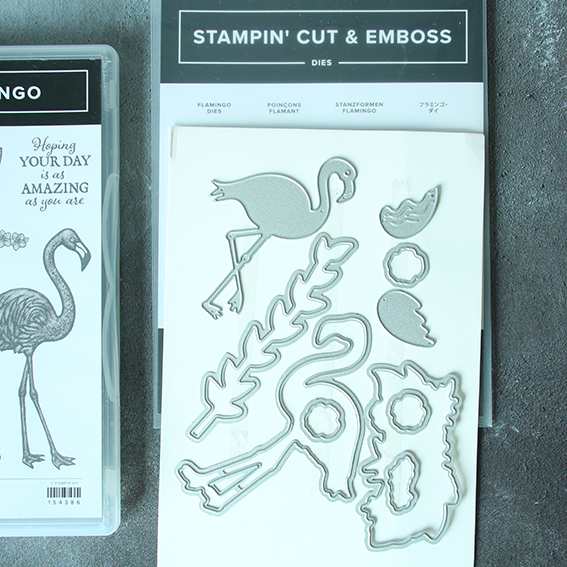 NGO
Hoping
YOUR DAY
is as
AMAZING
as you are
154386
STAMPIN' CUT & EMBOSS
DIES
FLAMINGO DIES
POINÇONS FLAMANT
STANZFORMEN FLAMINGO
フラミンゴ・ダイ